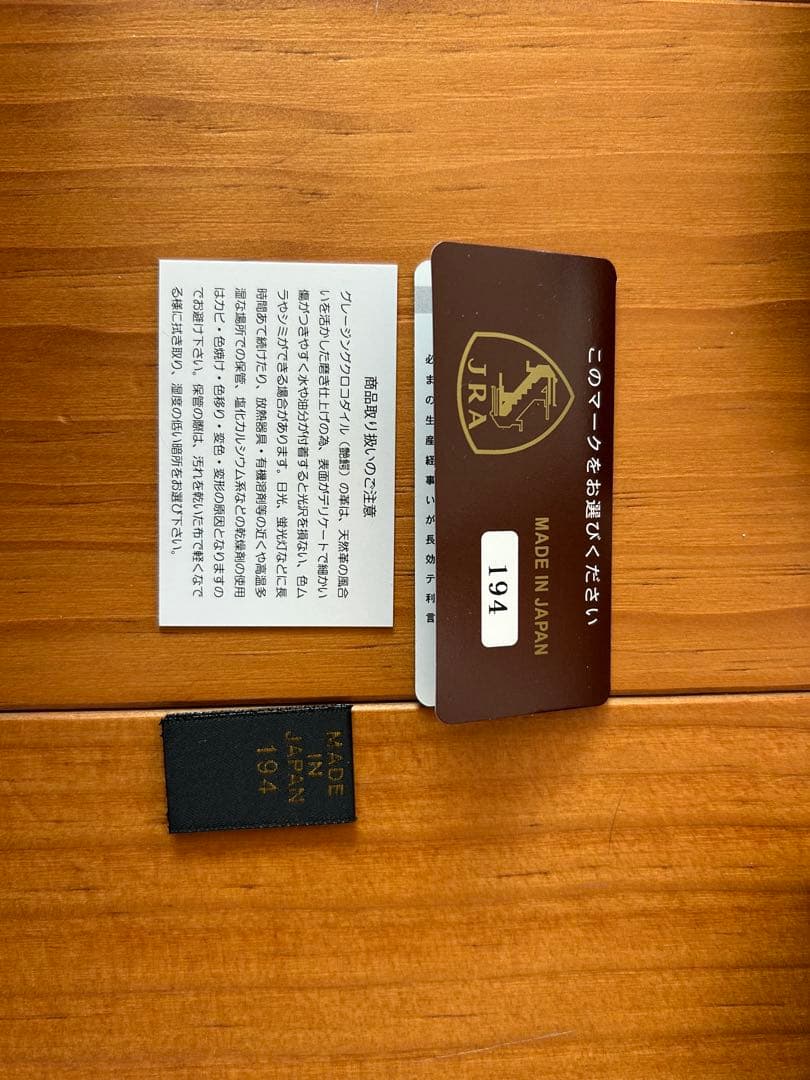 このマークをお選びください
JRA
MADE IN JAPAN
194
商品取り扱いのご注意
グレージングクロコダイル（艶鰐）の革は、天然革の風合
いを活かした磨き仕上げの為、表面がデリケートで細かい
傷がつきやすく水や油分が付着すると光沢を損ない、色ム
ラやシミができる場合があります。日光、蛍光灯などに長
時間あて続けたり、放熱器具・有機溶剤等の近くや高温多
湿な場所での保管、塩化カルシウム系などの乾燥剤の使用
はカビ・色焼け・色移り・変色・変形の原因となりますの
でお避け下さい。保管の際は、汚れを乾いた布で軽くなで
る様に拭き取り、湿度の低い暗所をお選び下さい。
MADE
IN
JAPAN
194